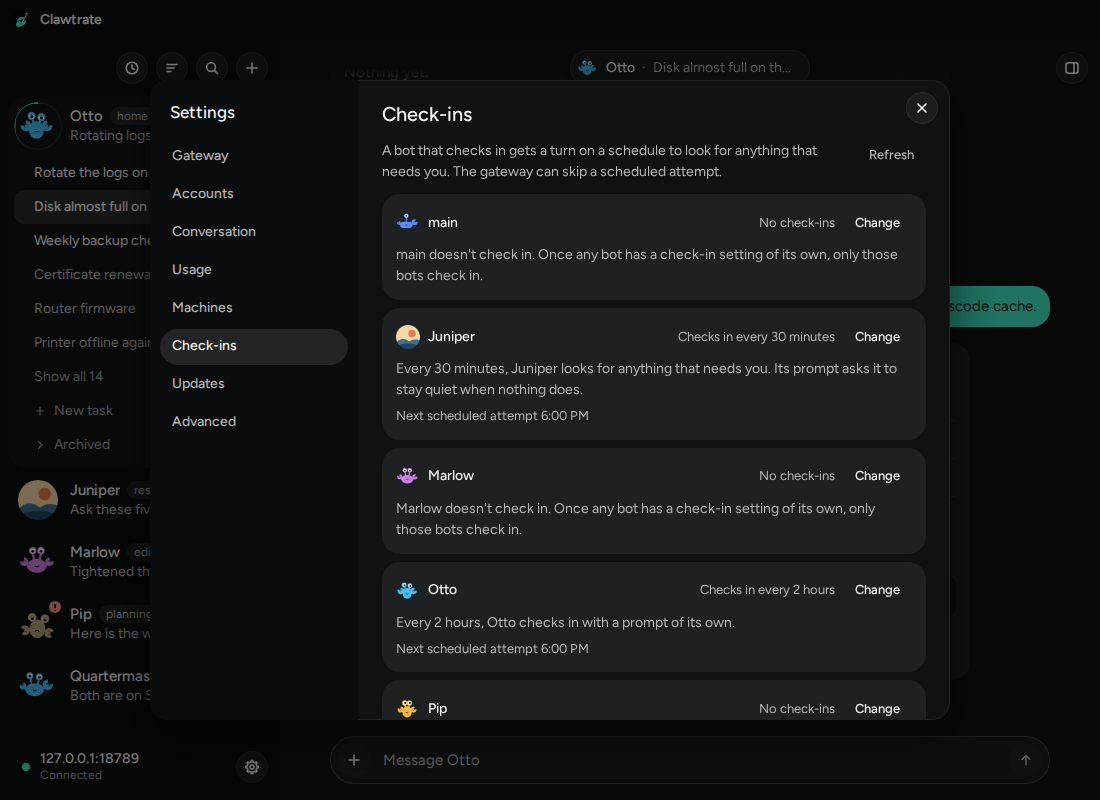 Clawtrate
Nothing yet.
Otto · Disk almost full on th...
Otto home
Rotating logs
Rotate the logs on
Disk almost full on
Weekly backup che
Certificate renewa
Router firmware
Printer offline again
Show all 14
+ New task
Archived
Juniper res
Ask these fiv
Marlow edi
Tightened th
Pip planning
Here is the w
Quartermas
Both are on S
127.0.0.1:18789
Connected
Settings
Gateway
Accounts
Conversation
Usage
Machines
Check-ins
Updates
Advanced
Check-ins
A bot that checks in gets a turn on a schedule to look for anything that
needs you. The gateway can skip a scheduled attempt.
Refresh
main No check-ins Change
main doesn't check in. Once any bot has a check-in setting of its own, only those
bots check in.
Juniper Checks in every 30 minutes Change
Every 30 minutes, Juniper looks for anything that needs you. Its prompt asks it to
stay quiet when nothing does.
Next scheduled attempt 6:00 PM
Marlow No check-ins Change
Marlow doesn't check in. Once any bot has a check-in setting of its own, only
those bots check in.
Otto Checks in every 2 hours Change
Every 2 hours, Otto checks in with a prompt of its own.
Next scheduled attempt 6:00 PM
Pip No check-ins Change
scode cache.
Message Otto